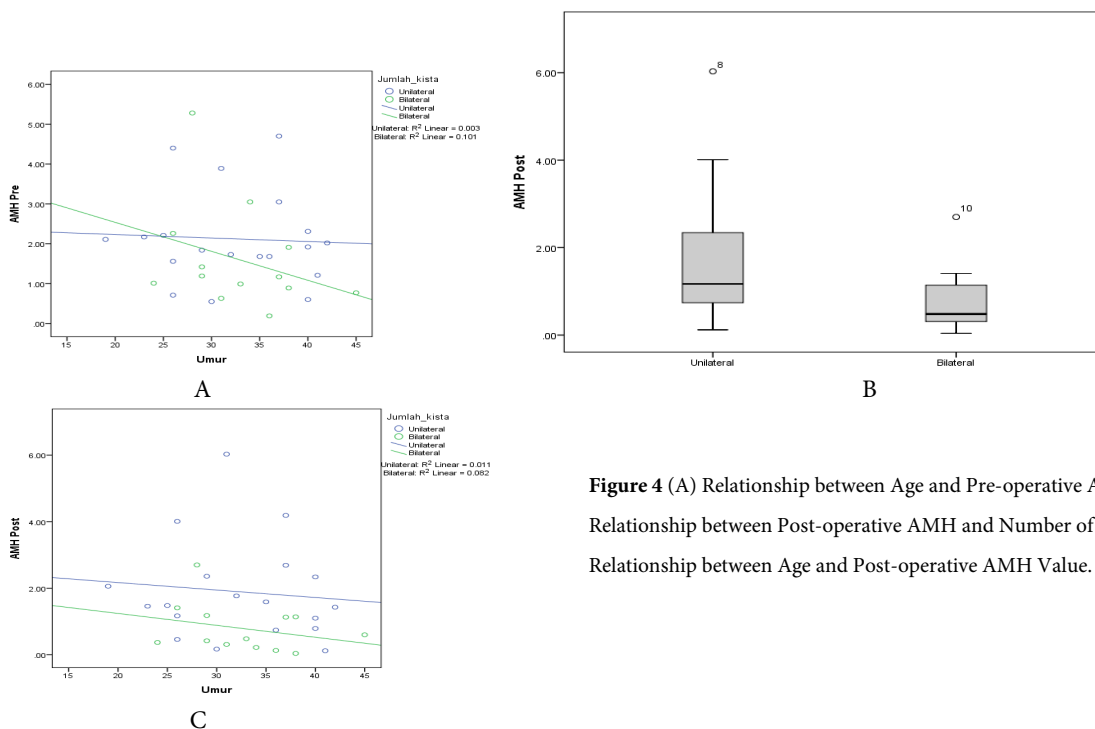 6.00
5.00
4.00
3.00
2.00
1.00
.00
AMH Pre
15 20 25 30 35 40 45
Umur
Jumlah_kista
Unilateral
Bilateral
Unilateral
Bilateral
Unilateral: R² Linear = 0.003
Bilateral: R² Linear = 0.101
A
6.00
4.00
2.00
.00
AMH Post
8
10
Unilateral Bilateral
B
6.00
4.00
2.00
.00
AMH Post
15 20 25 30 35 40 45
Umur
Jumlah_kista
Unilateral
Bilateral
Unilateral
Bilateral
Unilateral: R² Linear = 0.011
Bilateral: R² Linear = 0.082
C
Figure 4 (A) Relationship between Age and Pre-operative A
Relationship between Post-operative AMH and Number of
Relationship between Age and Post-operative AMH Value.